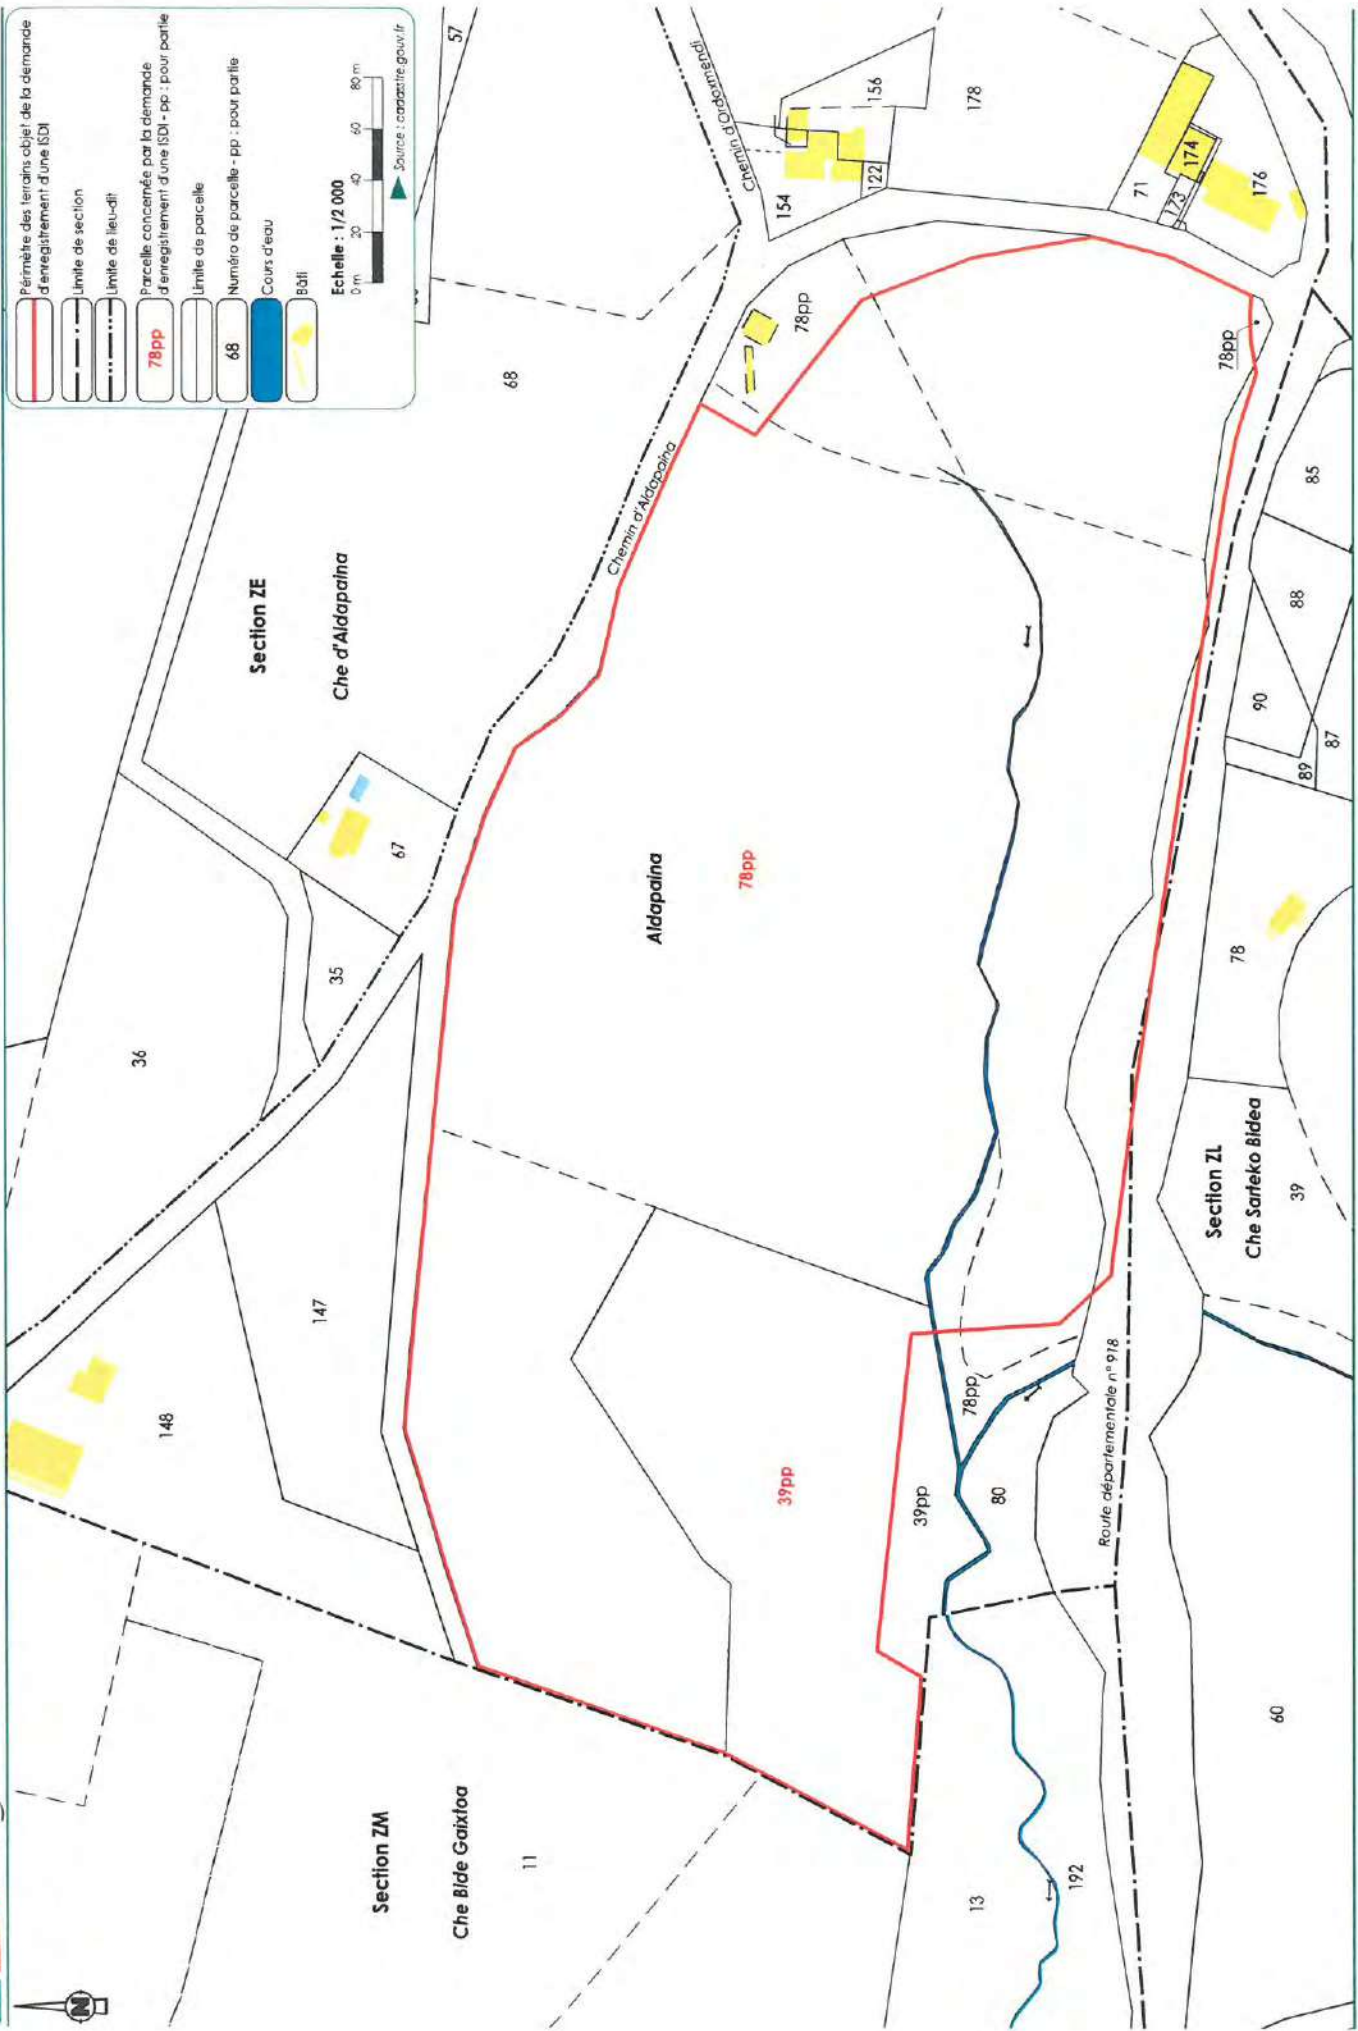 Périmètre des terrains objet de la demande
d'enregistrement d'une ISDI
Limite de section
Limite de lieu-dit
78pp
Parcelle concernée par la demande
d'enregistrement d'une ISDI - pp : pour partie
Limite de parcelle
68
Numéro de parcelle - pp : pour partie
Cours d'eau
Bâti
Echelle : 1/2 000
0 m 20 40 60 80 m
Source : cadastre.gouv.fr
N
Section ZM
Che Bide Gaixtoa
11
148
147
36
35
67
Section ZE
Che d'Aldapaina
68
57
Chemin d'Aldapaina
Chemin d'Ordoxmendi
154
156
122
178
78pp
71
173
174
176
78pp
Aldapaina
78pp
39pp
39pp
78pp
80
13
192
Route départementale n° 918
60
Section ZL
Che Sarteko Bidea
39
78
89
87
90
88
85